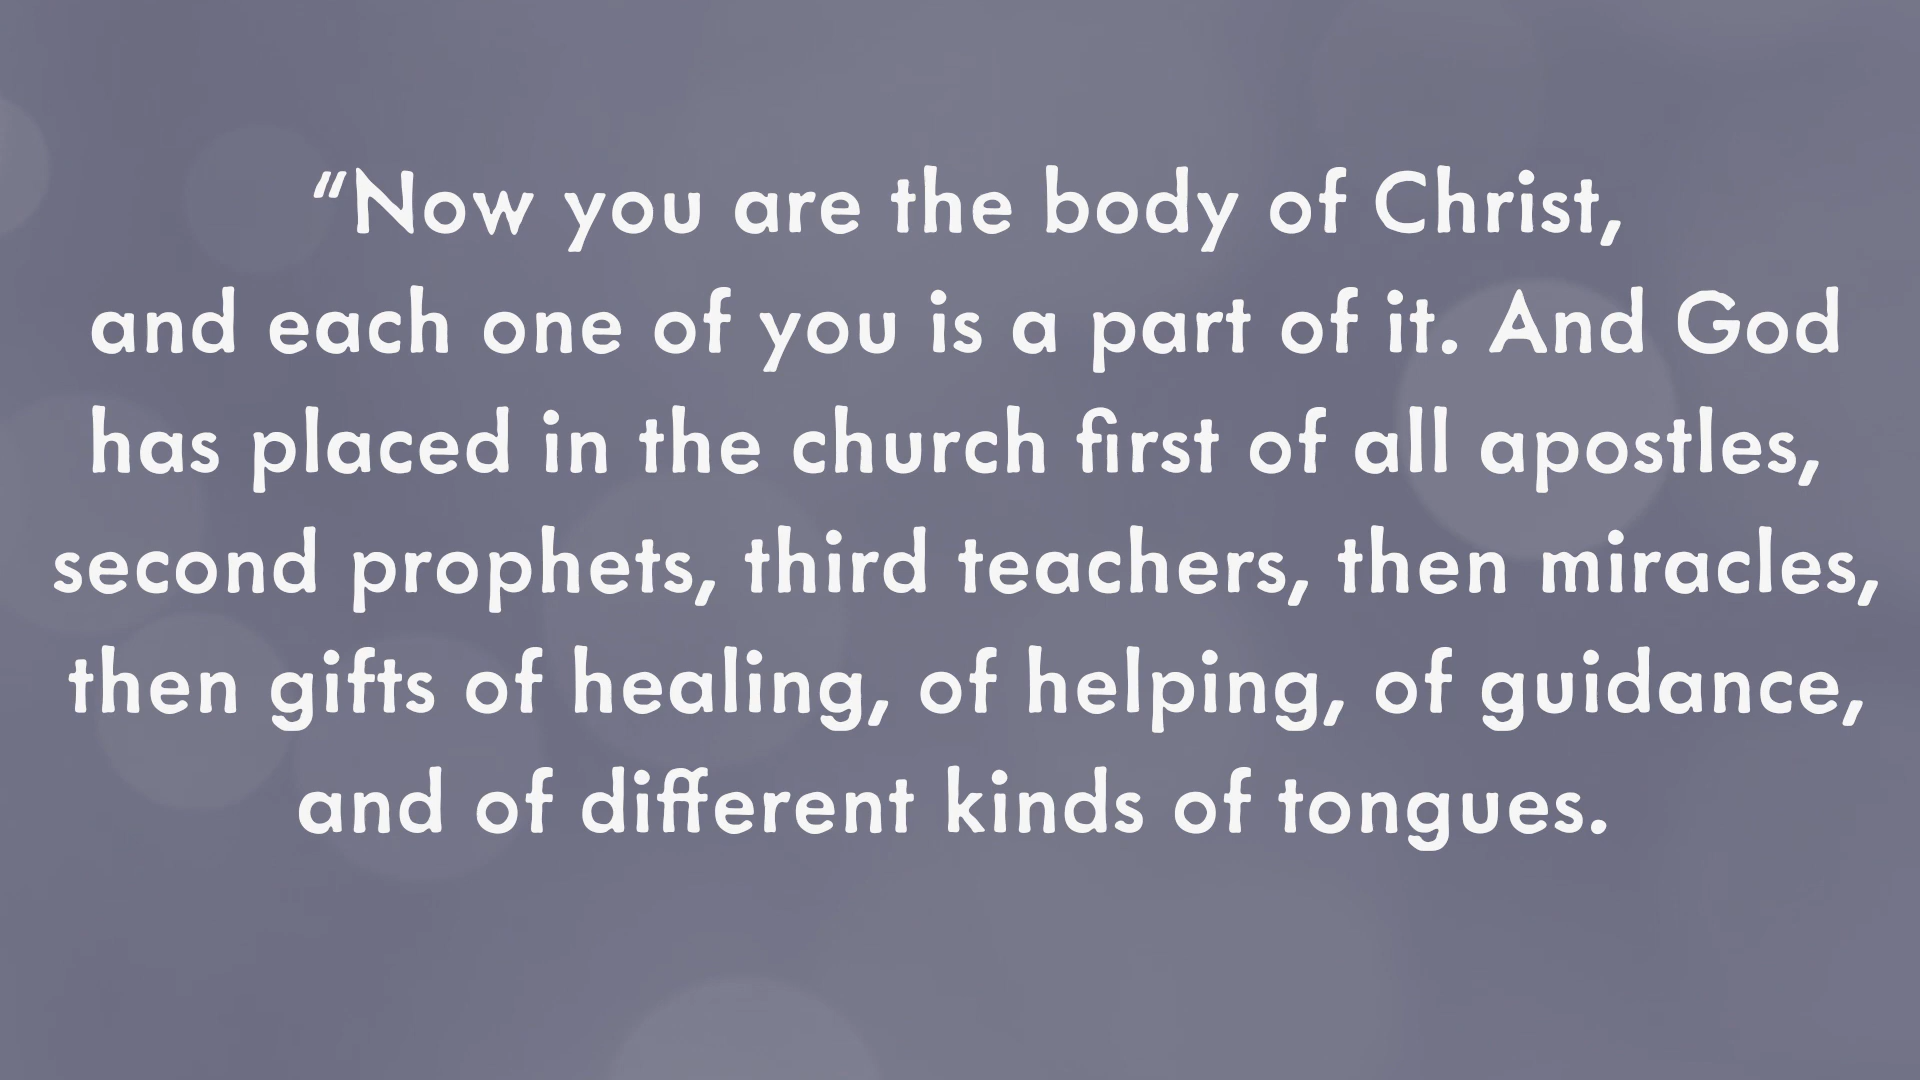 “Now you are the body of Christ,
and each one of you is a part of it. And God
has placed in the church first of all apostles,
second prophets, third teachers, then miracles,
then gifts of healing, of helping, of guidance,
and of different kinds of tongues.